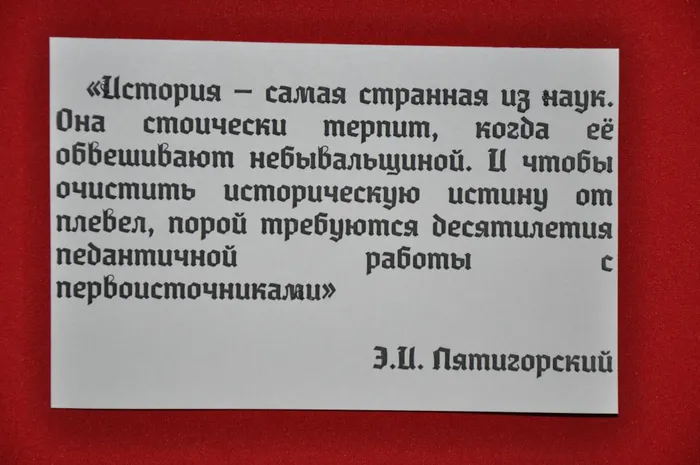 «История – самая странная из наук.
Она стоически терпит, когда её
обвешивают небывальщиной. И чтобы
очистить историческую истину от
плевел, порой требуются десятилетия
педантичной работы с
первоисточниками»
Э.И. Пятигорский